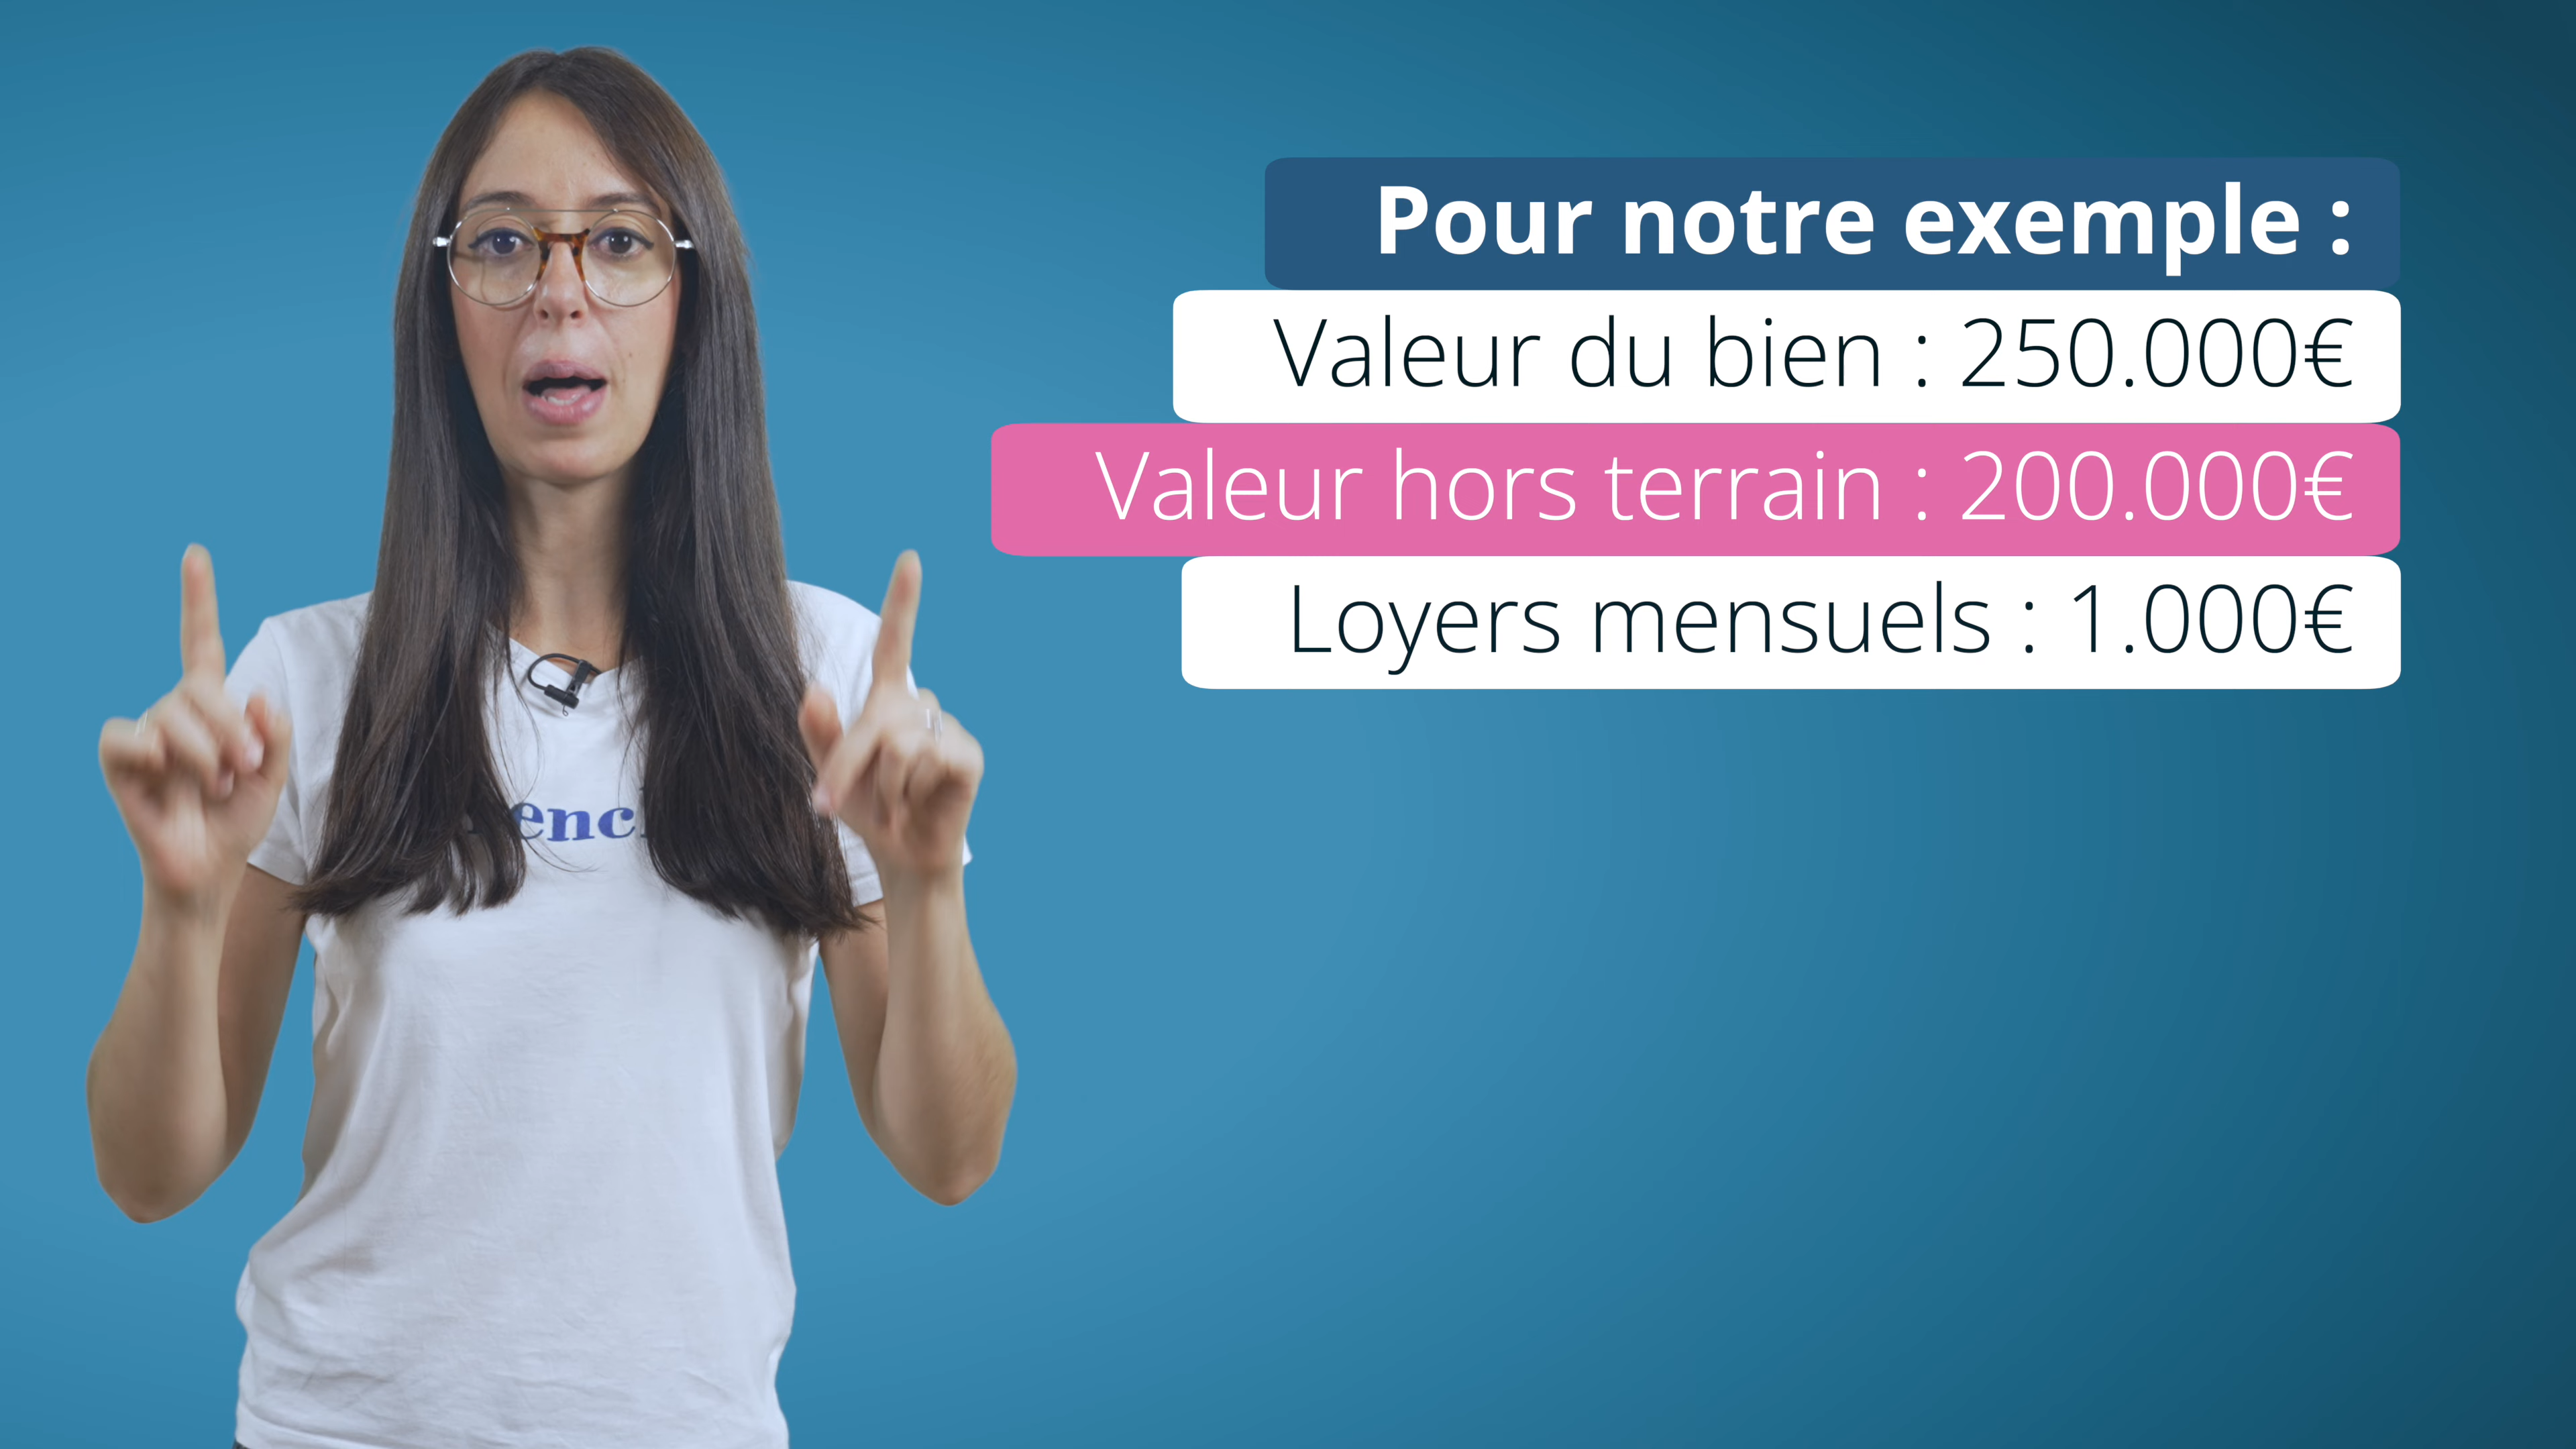 Pour notre exemple :
Valeur du bien : 250.000€
Valeur hors terrain : 200.000€
Loyers mensuels : 1.000€